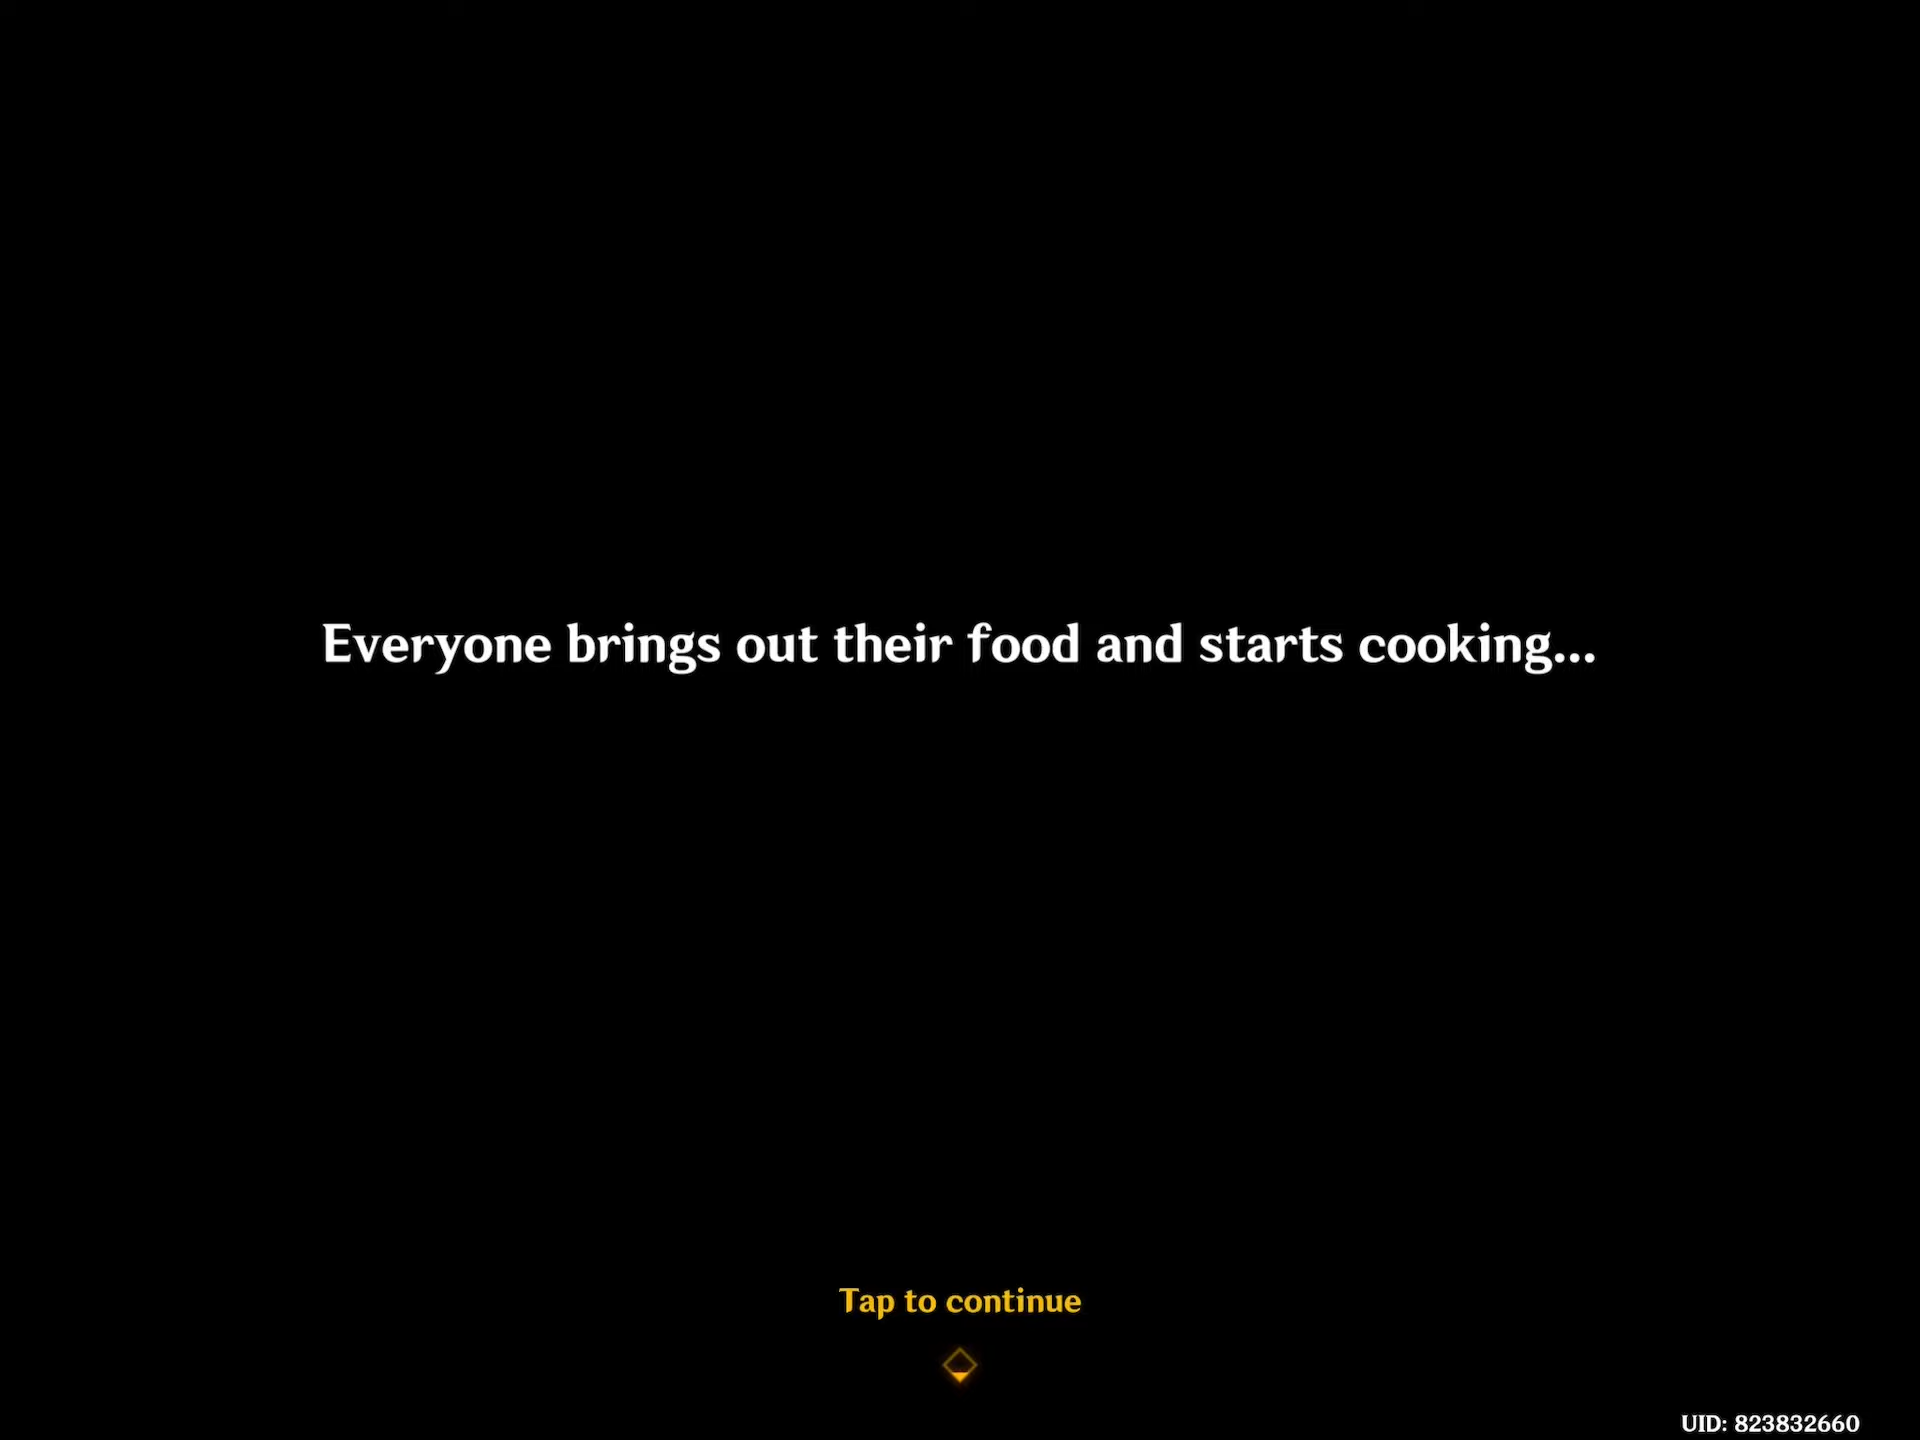 Everyone brings out their food and starts cooking...
Tap to continue
UID: 823832660